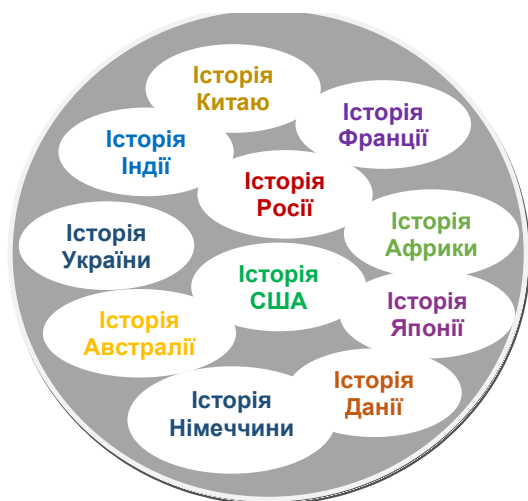 Історія
Китаю
Історія
Франції
Історія
Індії
Історія
Росії
Історія
Африки
Історія
України
Історія
США
Історія
Японії
Історія
Австралії
Історія
Данії
Історія
Німеччини